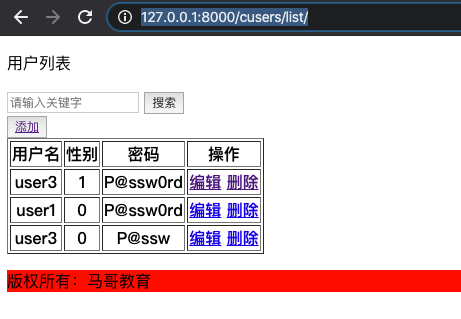 127.0.0.1:8000/cusers/list/
用户列表
请输入关键字 搜索
添加
用户名 性别 密码 操作
user3 1 P@ssw0rd 编辑 删除
user1 0 P@ssw0rd 编辑 删除
user3 0 P@ssw 编辑 删除
版权所有：马哥教育